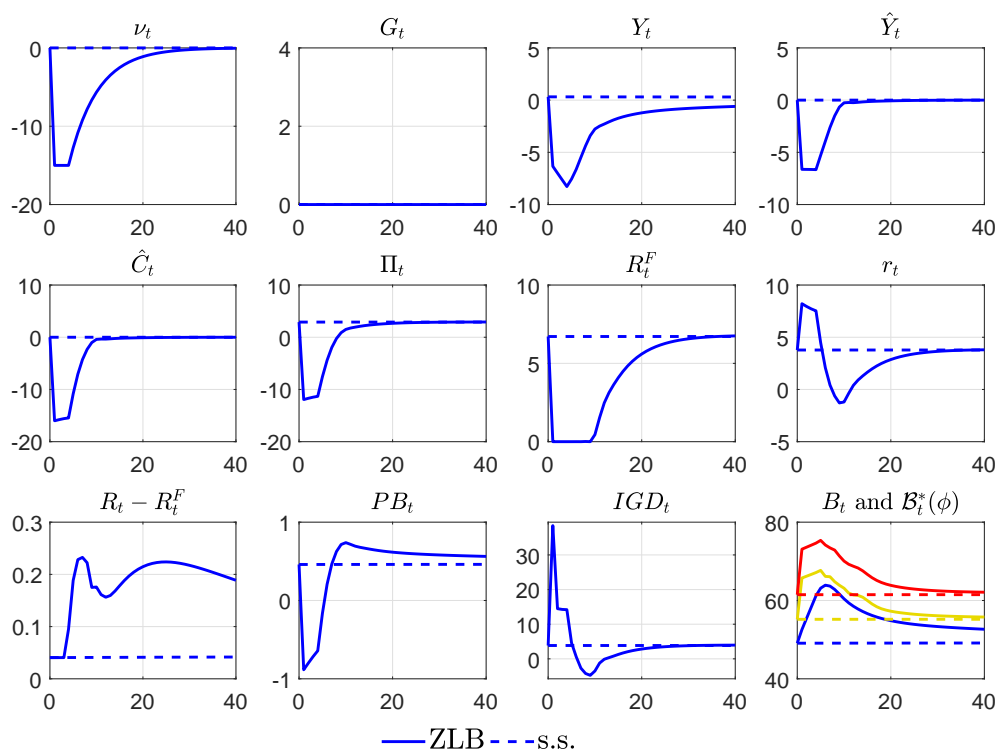 ν_t G_t Y_t Ŷ_t
0 4 5 5
-10 2 0 0
-5 -5
-20 0 -10 -10
0 20 40 0 20 40 0 20 40 0 20 40
Ĉ_t Π_t R_t^F r_t
10 10 10 10
0 0 5 5
-10 -10 0
-20 -20 0 -5
0 20 40 0 20 40 0 20 40 0 20 40
R_t − R_t^F PB_t IGD_t B_t and ℬ_t^*(ϕ)
0.3 1 30 80
0.2 20
0 60
0.1 10
0 -1 0 40
0 20 40 0 20 40 0 20 40 0 20 40
ZLB s.s.